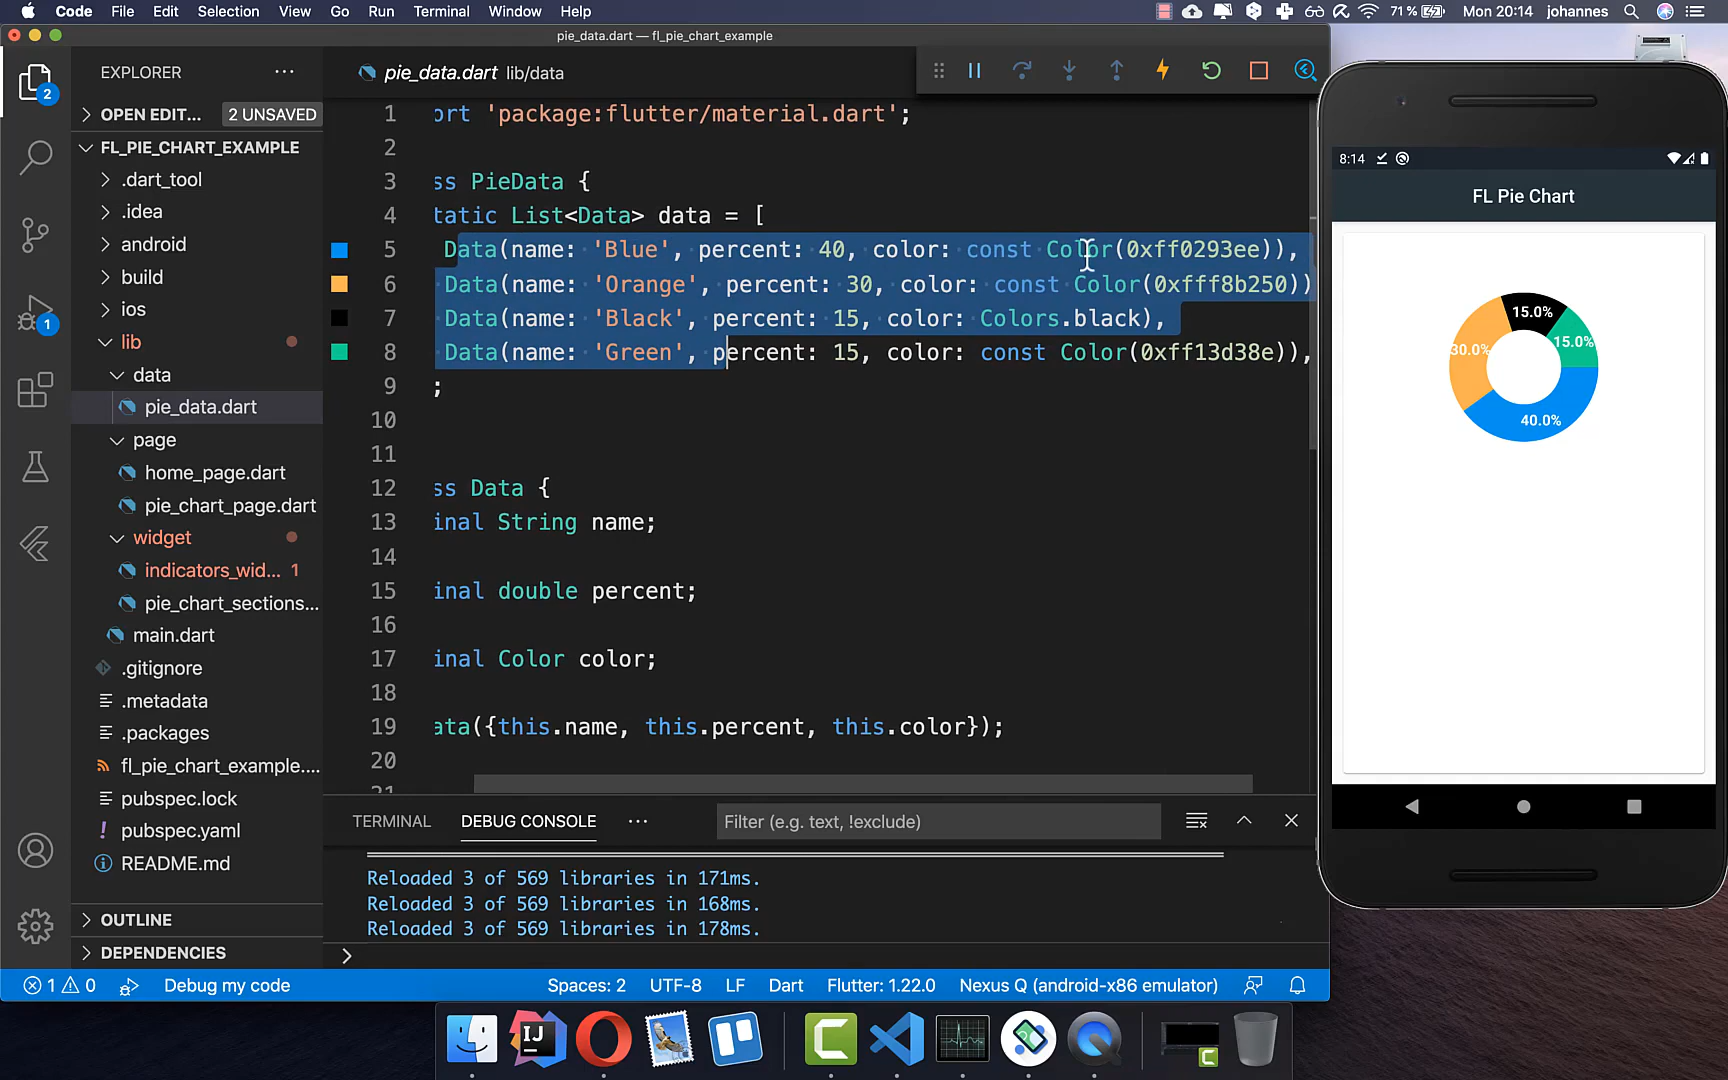 Code File Edit Selection View Go Run Terminal Window Help 71 % Mon 20:14 johannes
pie_data.dart — fl_pie_chart_example
EXPLORER
pie_data.dart lib/data
OPEN EDIT... 2 UNSAVED
FL_PIE_CHART_EXAMPLE
.dart_tool
.idea
android
build
ios
lib
data
pie_data.dart
page
home_page.dart
pie_chart_page.dart
widget
indicators_wid... 1
pie_chart_sections...
main.dart
.gitignore
.metadata
.packages
fl_pie_chart_example....
pubspec.lock
pubspec.yaml
README.md
OUTLINE
DEPENDENCIES
2
1
1 ort 'package:flutter/material.dart';
2
3 ss PieData {
4 tatic List<Data> data = [
5 Data(name: 'Blue', percent: 40, color: const Color(0xff0293ee)),
6 Data(name: 'Orange', percent: 30, color: const Color(0xfff8b250))
7 Data(name: 'Black', percent: 15, color: Colors.black),
8 Data(name: 'Green', percent: 15, color: const Color(0xff13d38e)),
9 ;
10
11
12 ss Data {
13 inal String name;
14
15 inal double percent;
16
17 inal Color color;
18
19 ata({this.name, this.percent, this.color});
20
21
TERMINAL DEBUG CONSOLE ··· Filter (e.g. text, !exclude)
Reloaded 3 of 569 libraries in 171ms.
Reloaded 3 of 569 libraries in 168ms.
Reloaded 3 of 569 libraries in 178ms.
1 0 Debug my code Spaces: 2 UTF-8 LF Dart Flutter: 1.22.0 Nexus Q (android-x86 emulator)
8:14
FL Pie Chart
15.0%
30.0%
15.0%
40.0%
IJ
C
C